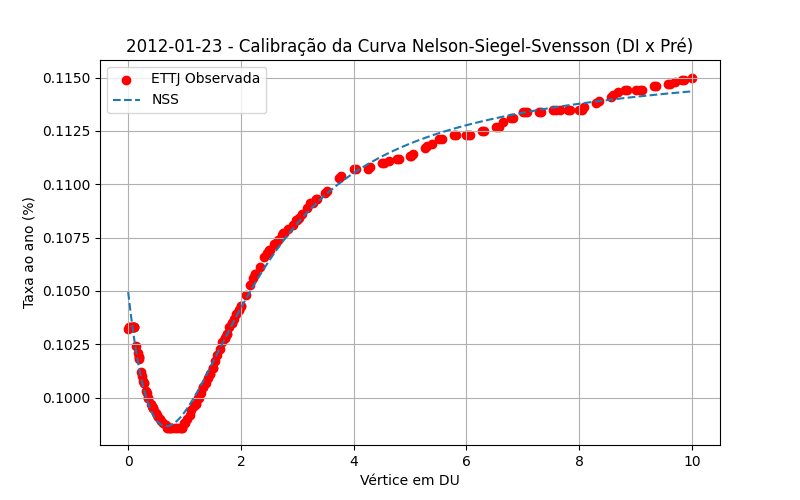 2012-01-23 - Calibração da Curva Nelson-Siegel-Svensson (DI x Pré)
ETTJ Observada
NSS
Taxa ao ano (%)
0.1150
0.1125
0.1100
0.1075
0.1050
0.1025
0.1000
0 2 4 6 8 10
Vértice em DU